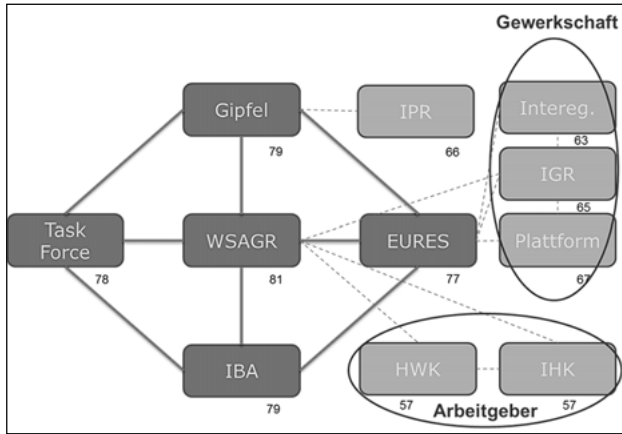 Gewerkschaft
Gipfel
79
IPR
66
Intereg.
63
IGR
65
Task
Force
78
WSAGR
81
EURES
77
Plattform
67
IBA
79
HWK
57
IHK
57
Arbeitgeber